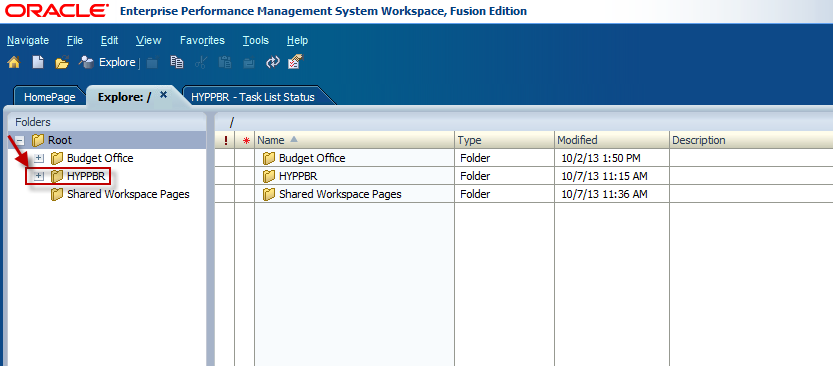 ORACLE Enterprise Performance Management System Workspace, Fusion Edition
Navigate File Edit View Favorites Tools Help
Explore
HomePage Explore: / × HYPPBR - Task List Status
Folders /
Root ! * Name Type Modified Description
Budget Office Budget Office Folder 10/2/13 1:50 PM
HYPPBR HYPPBR Folder 10/7/13 11:15 AM
Shared Workspace Pages Shared Workspace Pages Folder 10/7/13 11:36 AM